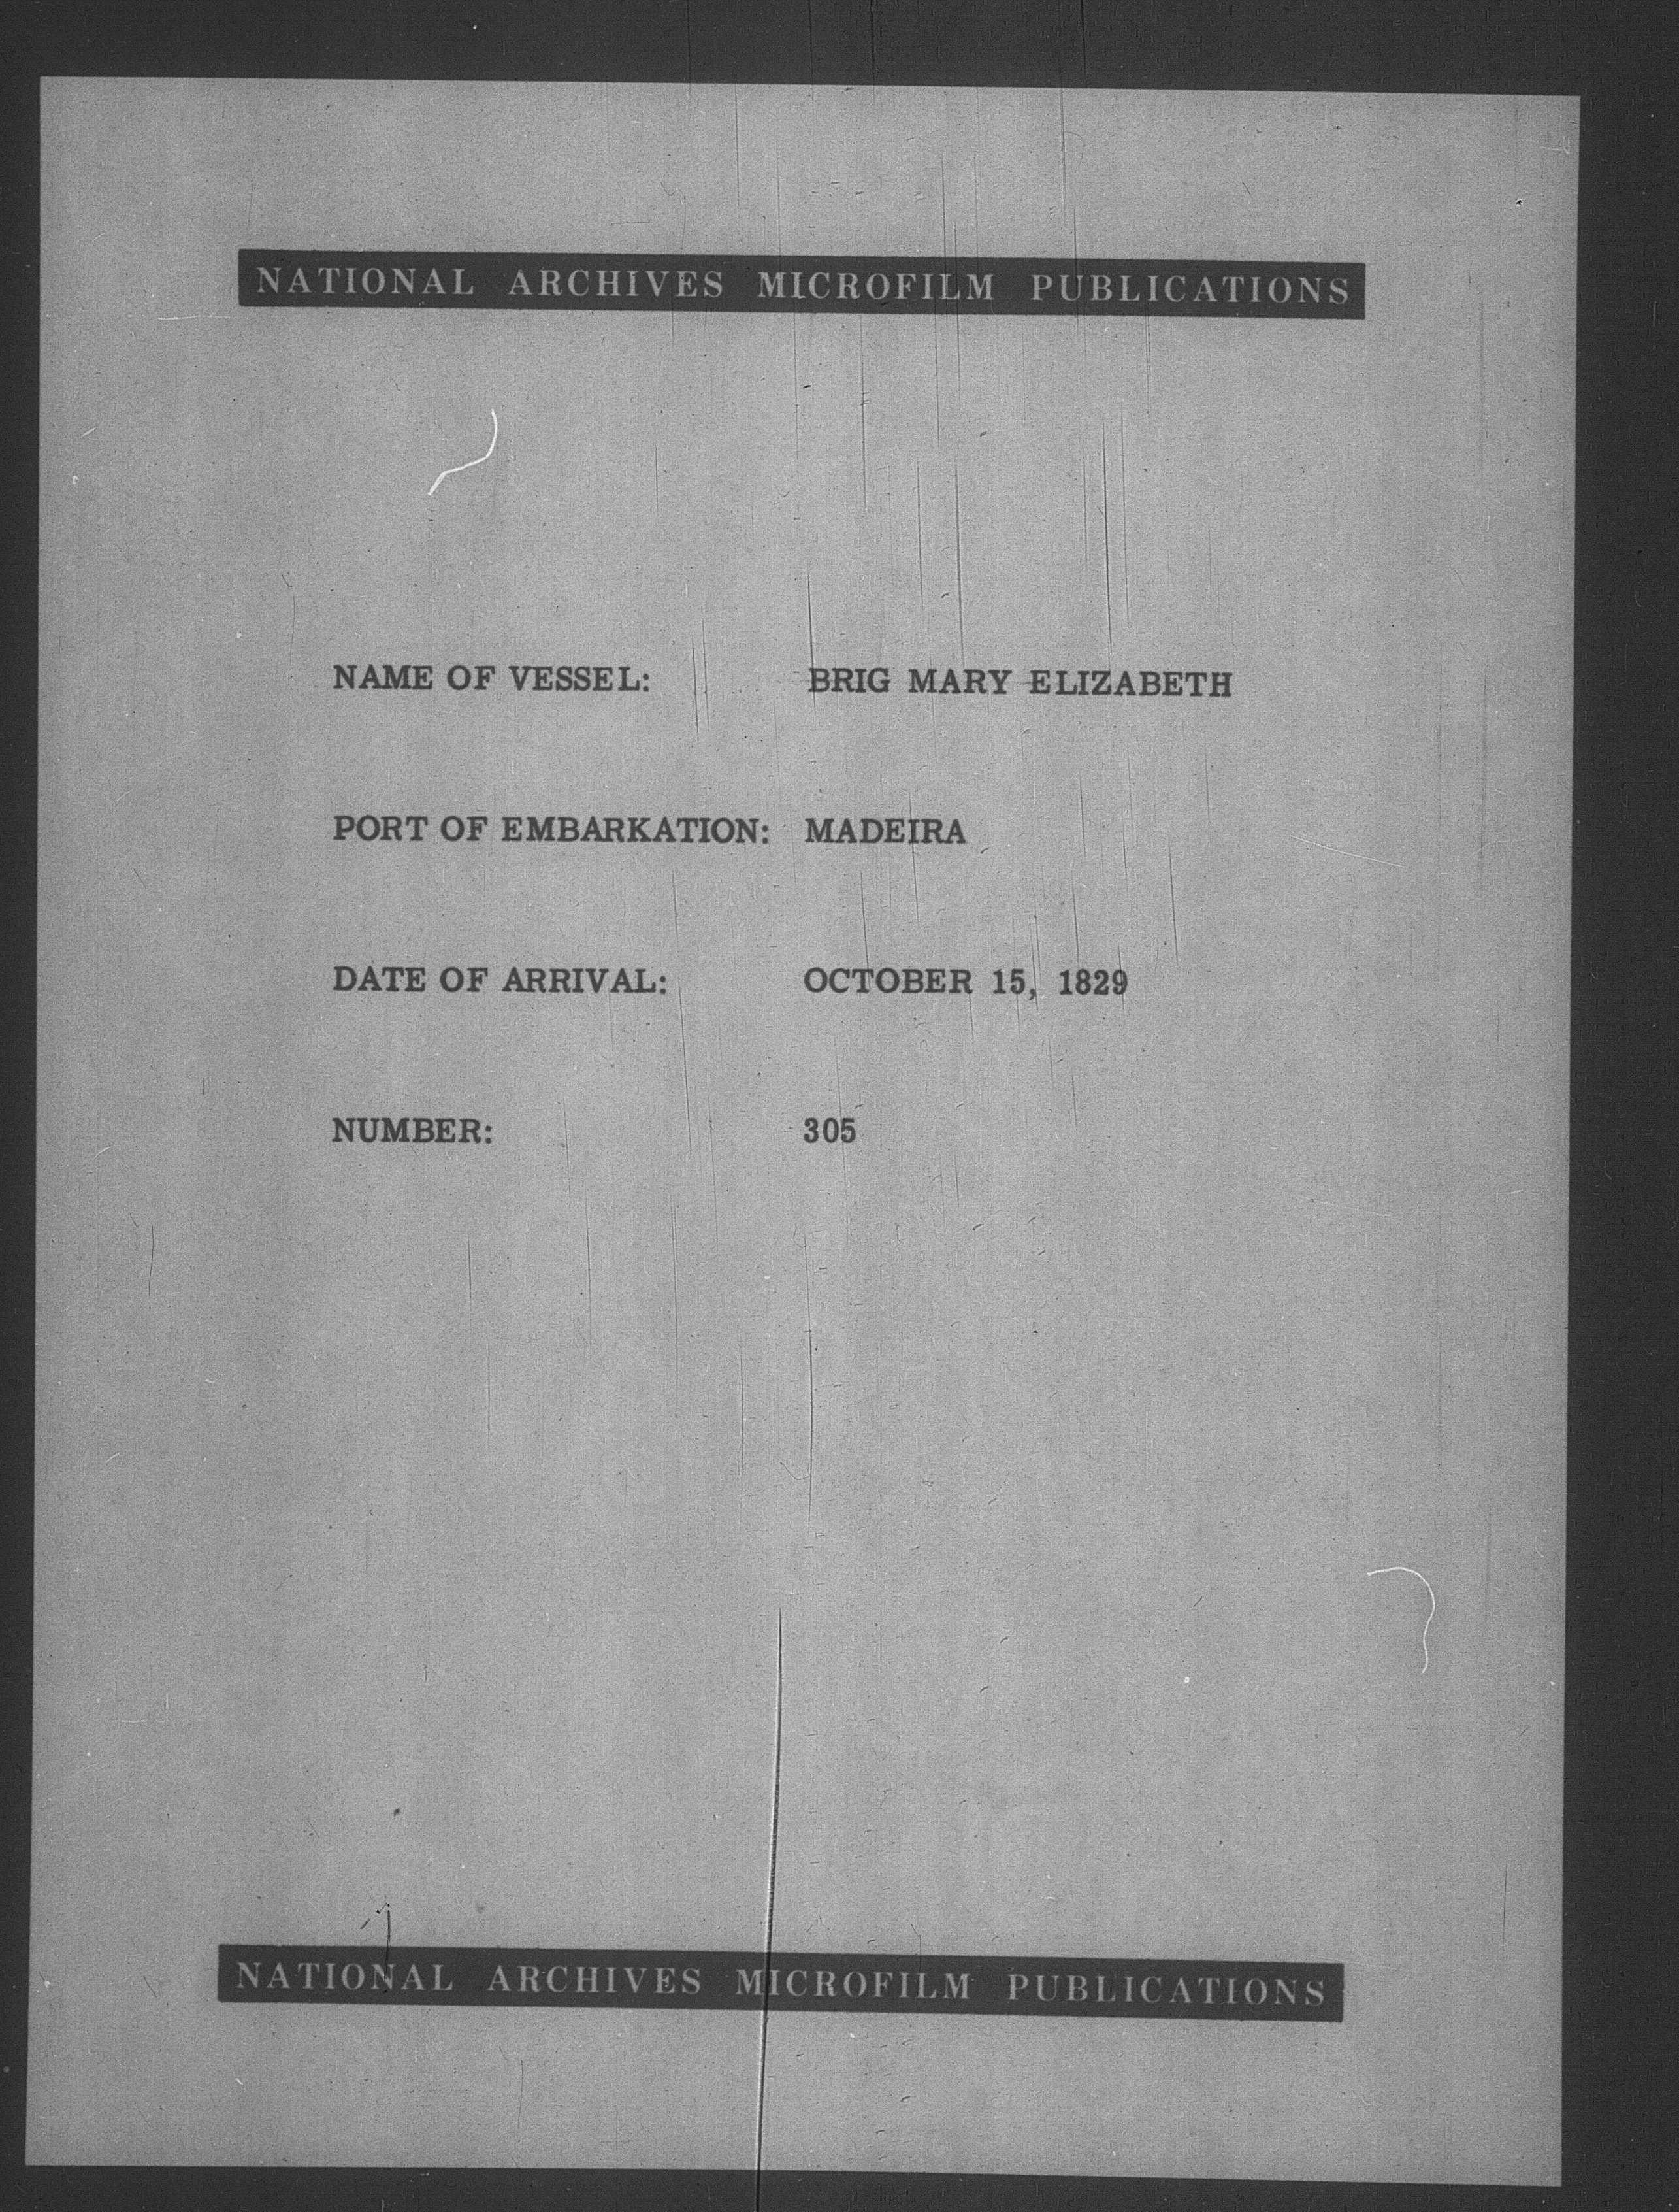 NATIONAL ARCHIVES MICROFILM PUBLICATIONS
NAME OF VESSEL: BRIG MARY ELIZABETH
PORT OF EMBARKATION: MADEIRA
DATE OF ARRIVAL: OCTOBER 15, 1829
NUMBER: 305
NATIONAL ARCHIVES MICROFILM PUBLICATIONS